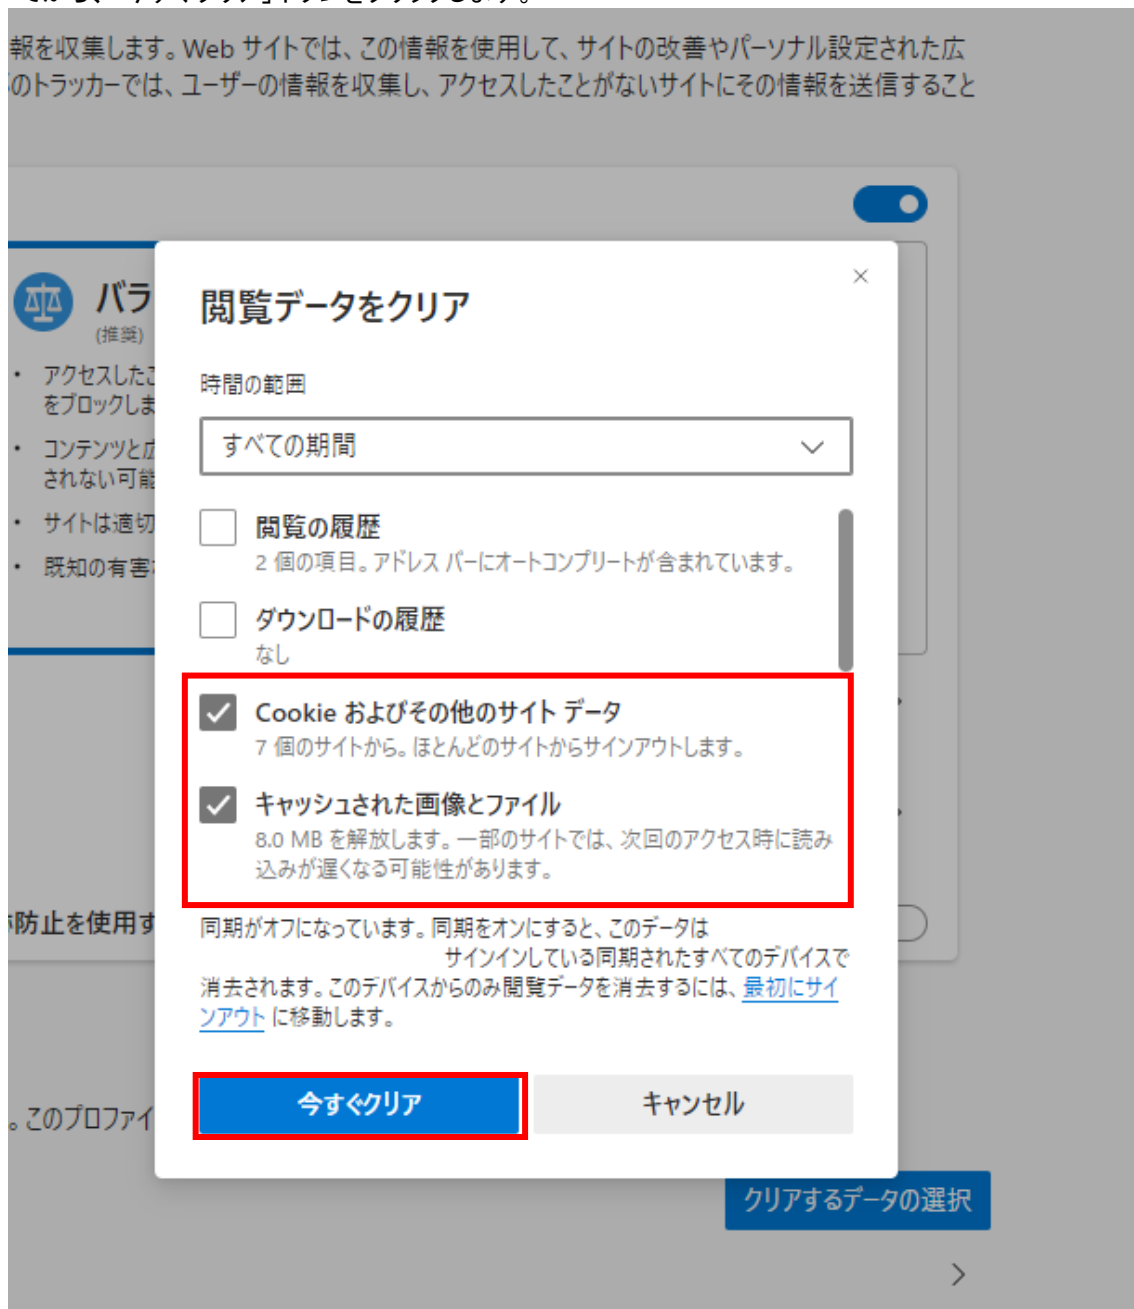 報を収集します。Web サイトでは、この情報を使用して、サイトの改善やパーソナル設定された広
のトラッカーでは、ユーザーの情報を収集し、アクセスしたことがないサイトにその情報を送信すること
バラ
(推奨)
• アクセスしたこ
をブロックしま
• コンテンツと広
されない可能
• サイトは適切
• 既知の有害
閲覧データをクリア
時間の範囲
すべての期間
閲覧の履歴
2 個の項目。アドレス バーにオートコンプリートが含まれています。
ダウンロードの履歴
なし
Cookie およびその他のサイト データ
7 個のサイトから。ほとんどのサイトからサインアウトします。
キャッシュされた画像とファイル
8.0 MB を解放します。一部のサイトでは、次回のアクセス時に読み
込みが遅くなる可能性があります。
防止を使用す
同期がオフになっています。同期をオンにすると、このデータは
サインインしている同期されたすべてのデバイスで
消去されます。このデバイスからのみ閲覧データを消去するには、最初にサイ
ンアウト に移動します。
今すぐクリア
キャンセル
。このプロファイ
クリアするデータの選択